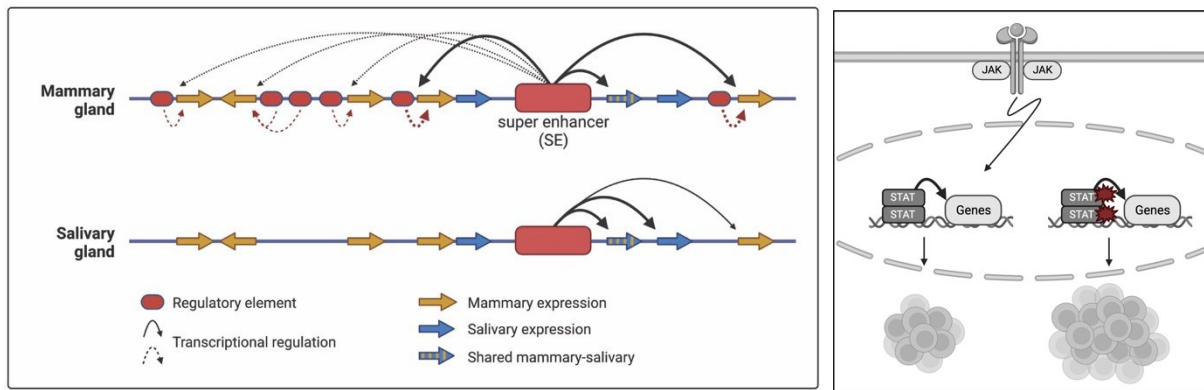 Mammary
gland
super enhancer
(SE)
Salivary
gland
Regulatory element
Transcriptional regulation
Mammary expression
Salivary expression
Shared mammary-salivary
JAK
JAK
STAT
STAT
Genes
STAT
STAT
Genes